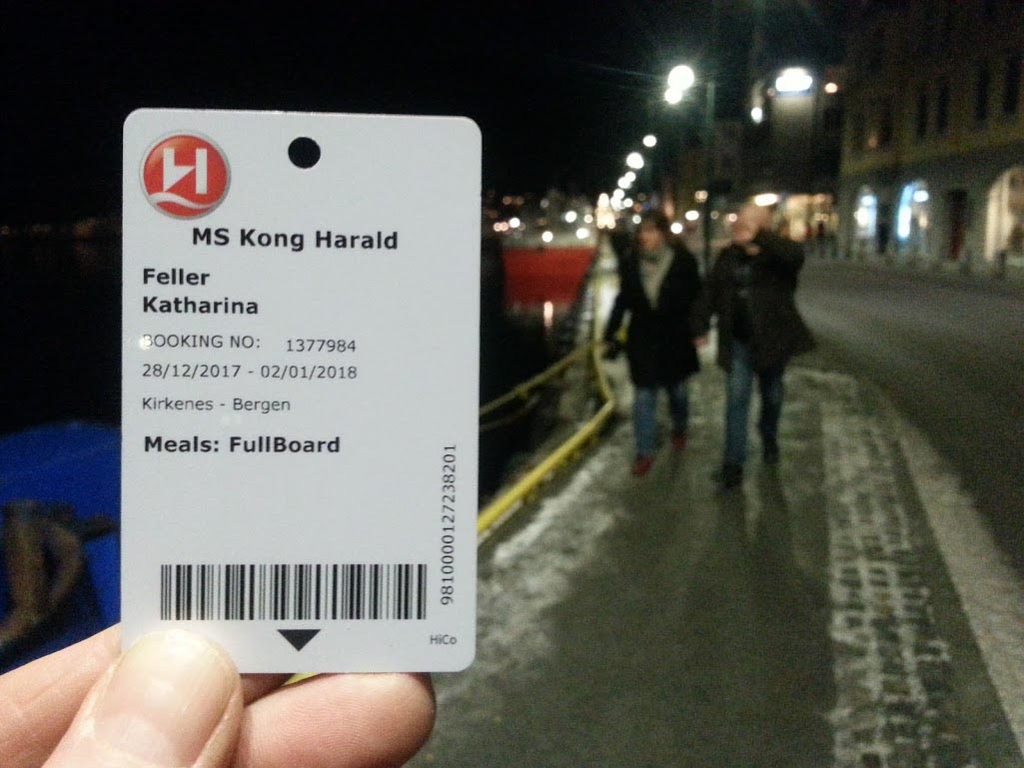 H
MS Kong Harald
Feller
Katharina
BOOKING NO: 1377984
28/12/2017 - 02/01/2018
Kirkenes - Bergen
Meals: FullBoard
9810000127238201
HiCo